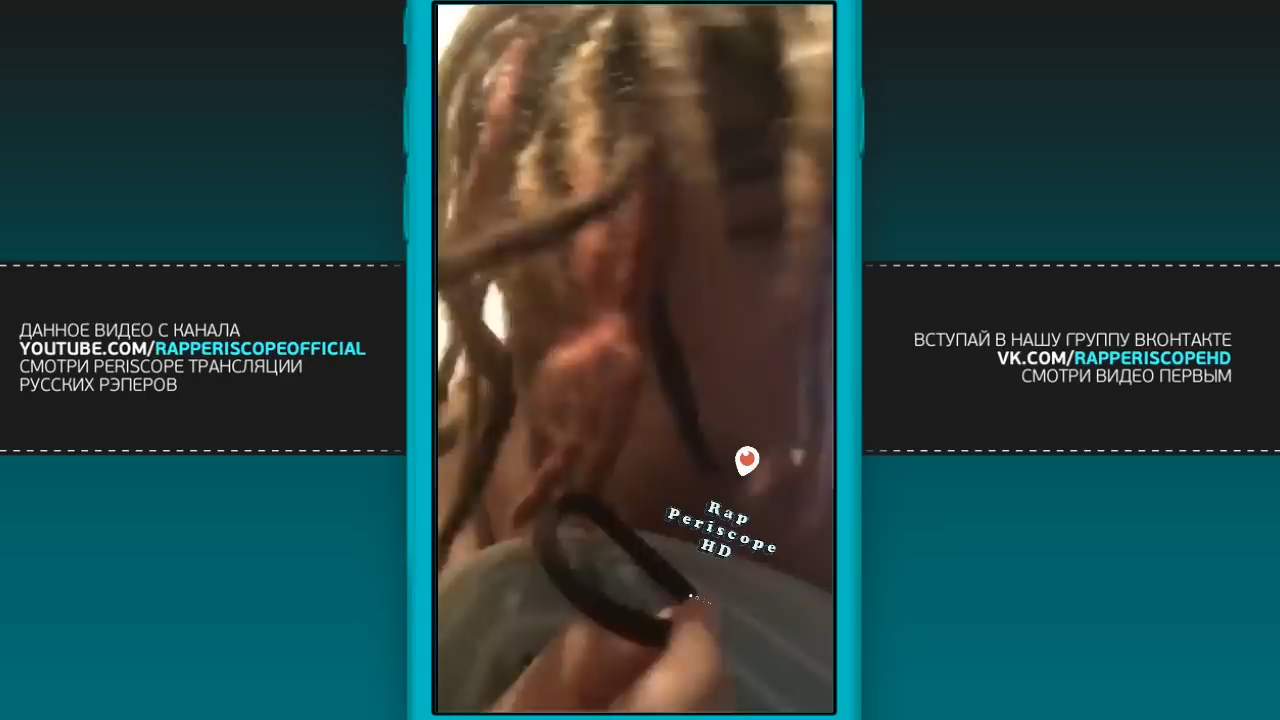 ДАННОЕ ВИДЕО С КАНАЛА
YOUTUBE.COM/RAPPERISCOPEOFFICIAL
СМОТРИ PERISCOPE ТРАНСЛЯЦИИ
РУССКИХ РЭПЕРОВ
ВСТУПАЙ В НАШУ ГРУППУ ВКОНТАКТЕ
VK.COM/RAPPERISCOPEHD
СМОТРИ ВИДЕО ПЕРВЫМ
Rap
Periscope
HD